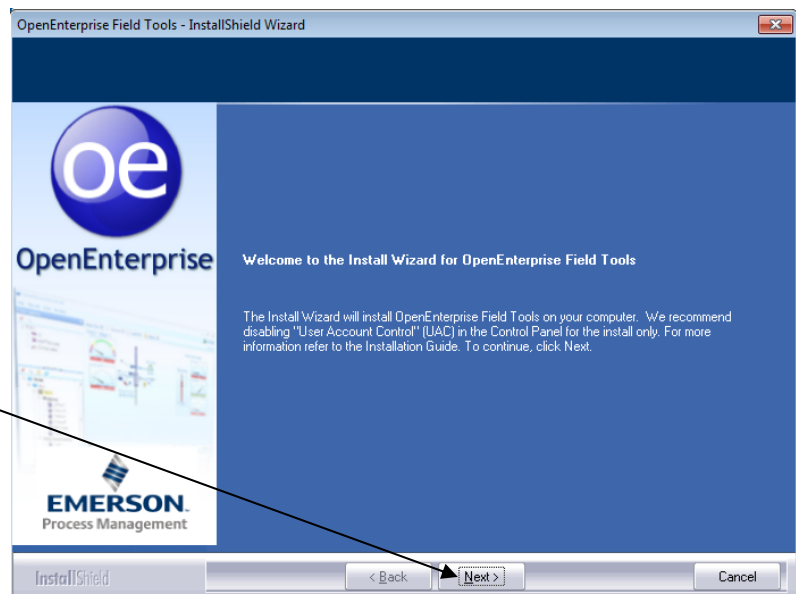 OpenEnterprise Field Tools - InstallShield Wizard
oe
OpenEnterprise
Welcome to the Install Wizard for OpenEnterprise Field Tools
The Install Wizard will install OpenEnterprise Field Tools on your computer. We recommend
disabling "User Account Control" (UAC) in the Control Panel for the install only. For more
information refer to the Installation Guide. To continue, click Next.
EMERSON.
Process Management
InstallShield
< Back
Next >
Cancel